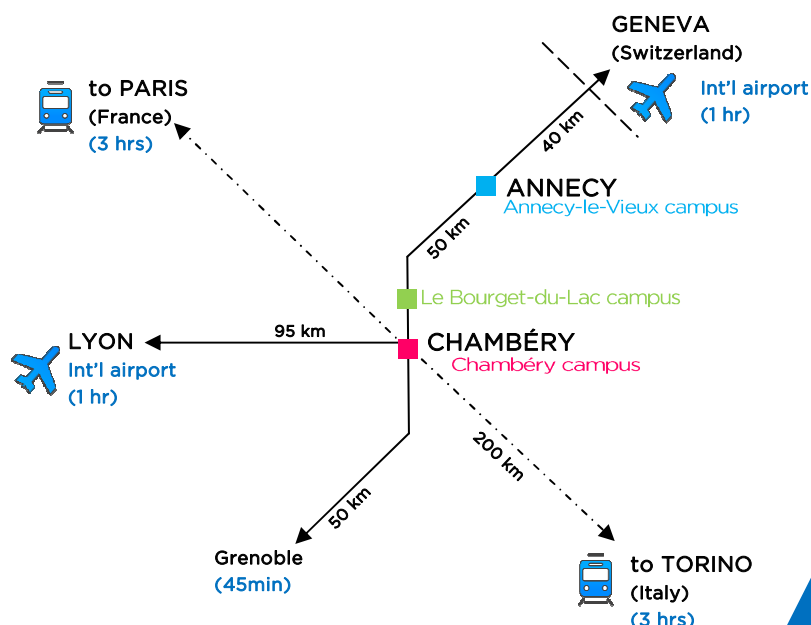 GENEVA
(Switzerland)
Int'l airport
(1 hr)
to PARIS
(France)
(3 hrs)
40 km
ANNECY
Annecy-le-Vieux campus
50 km
Le Bourget-du-Lac campus
95 km
LYON
Int'l airport
(1 hr)
CHAMBÉRY
Chambéry campus
200 km
50 km
Grenoble
(45min)
to TORINO
(Italy)
(3 hrs)